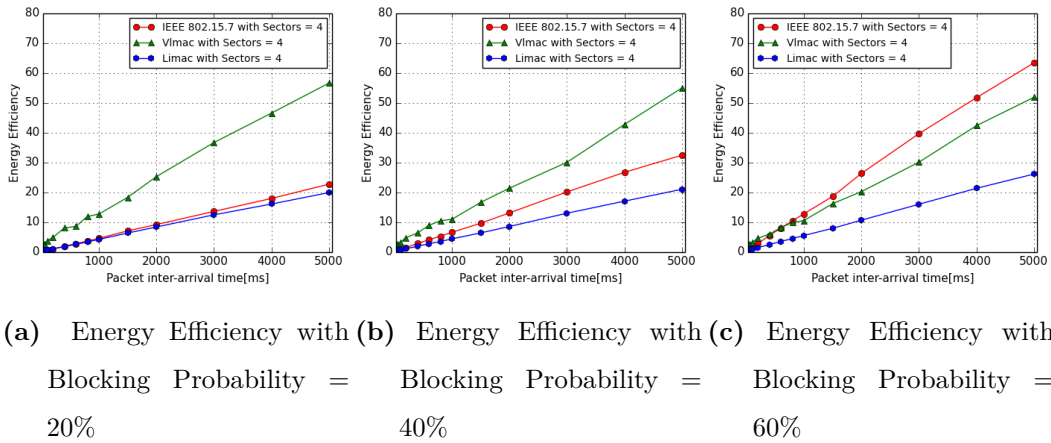 80
70
60
50
40
30
20
10
0
Energy Efficiency
IEEE 802.15.7 with Sectors = 4
Vlmac with Sectors = 4
Limac with Sectors = 4
1000 2000 3000 4000 5000
Packet inter-arrival time[ms]
80
70
60
50
40
30
20
10
0
Energy Efficiency
IEEE 802.15.7 with Sectors = 4
Vlmac with Sectors = 4
Limac with Sectors = 4
1000 2000 3000 4000 5000
Packet inter-arrival time[ms]
80
70
60
50
40
30
20
10
0
Energy Efficiency
IEEE 802.15.7 with Sectors = 4
Vlmac with Sectors = 4
Limac with Sectors = 4
1000 2000 3000 4000 5000
Packet inter-arrival time[ms]
(a) Energy Efficiency with
Blocking Probability =
20%
(b) Energy Efficiency with
Blocking Probability =
40%
(c) Energy Efficiency with
Blocking Probability =
60%